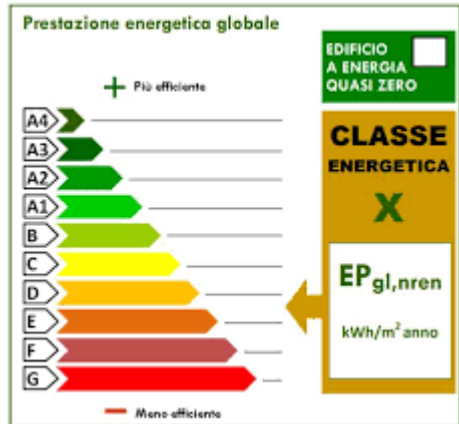 Prestazione energetica globale
+ Più efficiente
A4
A3
A2
A1
B
C
D
E
F
G
— Meno efficiente
EDIFICIO
A ENERGIA
QUASI ZERO
CLASSE
ENERGETICA
X
EPgl,nren
kWh/m² anno